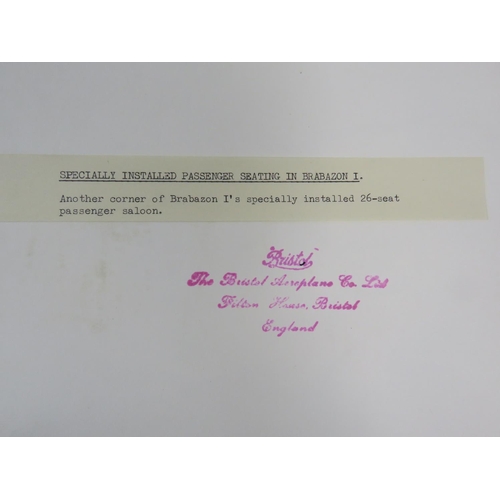 SPECIALLY INSTALLED PASSENGER SEATING IN BRABAZON I.
Another corner of Brabazon I's specially installed 26-seat
passenger saloon.
"Bristol"
The Bristol Aeroplane Co. Ltd
Filton House, Bristol
England